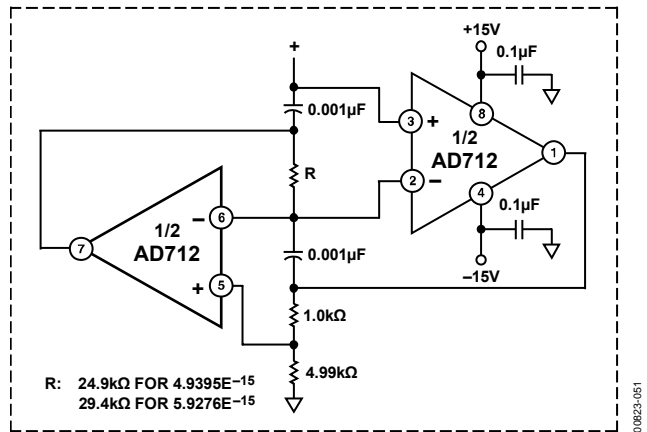 +15V
0.1µF
+
0.001µF
3
+
8
1/2
AD712
1
R
2
–
4
0.1µF
–15V
1/2
AD712
–
6
7
+
5
0.001µF
1.0kΩ
4.99kΩ
R: 24.9kΩ FOR 4.9395E–15
29.4kΩ FOR 5.9276E–15
00823-051